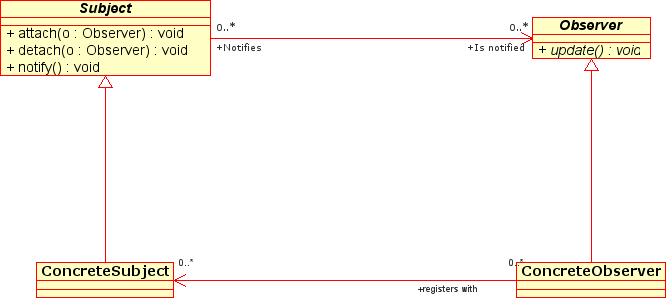 Subject
+ attach(o : Observer) : void
+ detach(o : Observer) : void
+ notify() : void
0..*
+Notifies
0..*
+Is notified
Observer
+ update() : void
ConcreteSubject
0..*
0..*
+registers with
ConcreteObserver